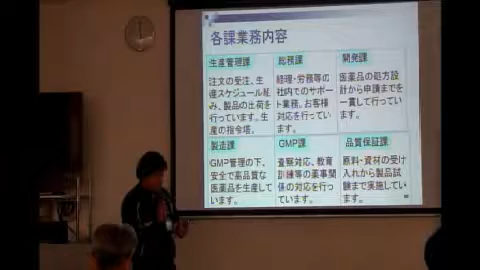 各課業務内容
生産管理課
注文の受注、生
産スケジュール組
み、製品の出荷を
行っています。生
産の指令塔。
総務課
経理・労務等の
社内でのサポー
ト業務。お客様
対応を行ってい
ます。
開発課
医薬品の処方設
計から申請までを
一貫して行ってい
ます。
製造課
GMP管理の下、
安全で高品質な
医薬品を生産して
います。
GMP課
査察対応、教育
訓練等の薬事関
係の対応を行っ
ています。
品質保証課
原料・資材の受け
入れから製品試
験まで実施してい
ます。